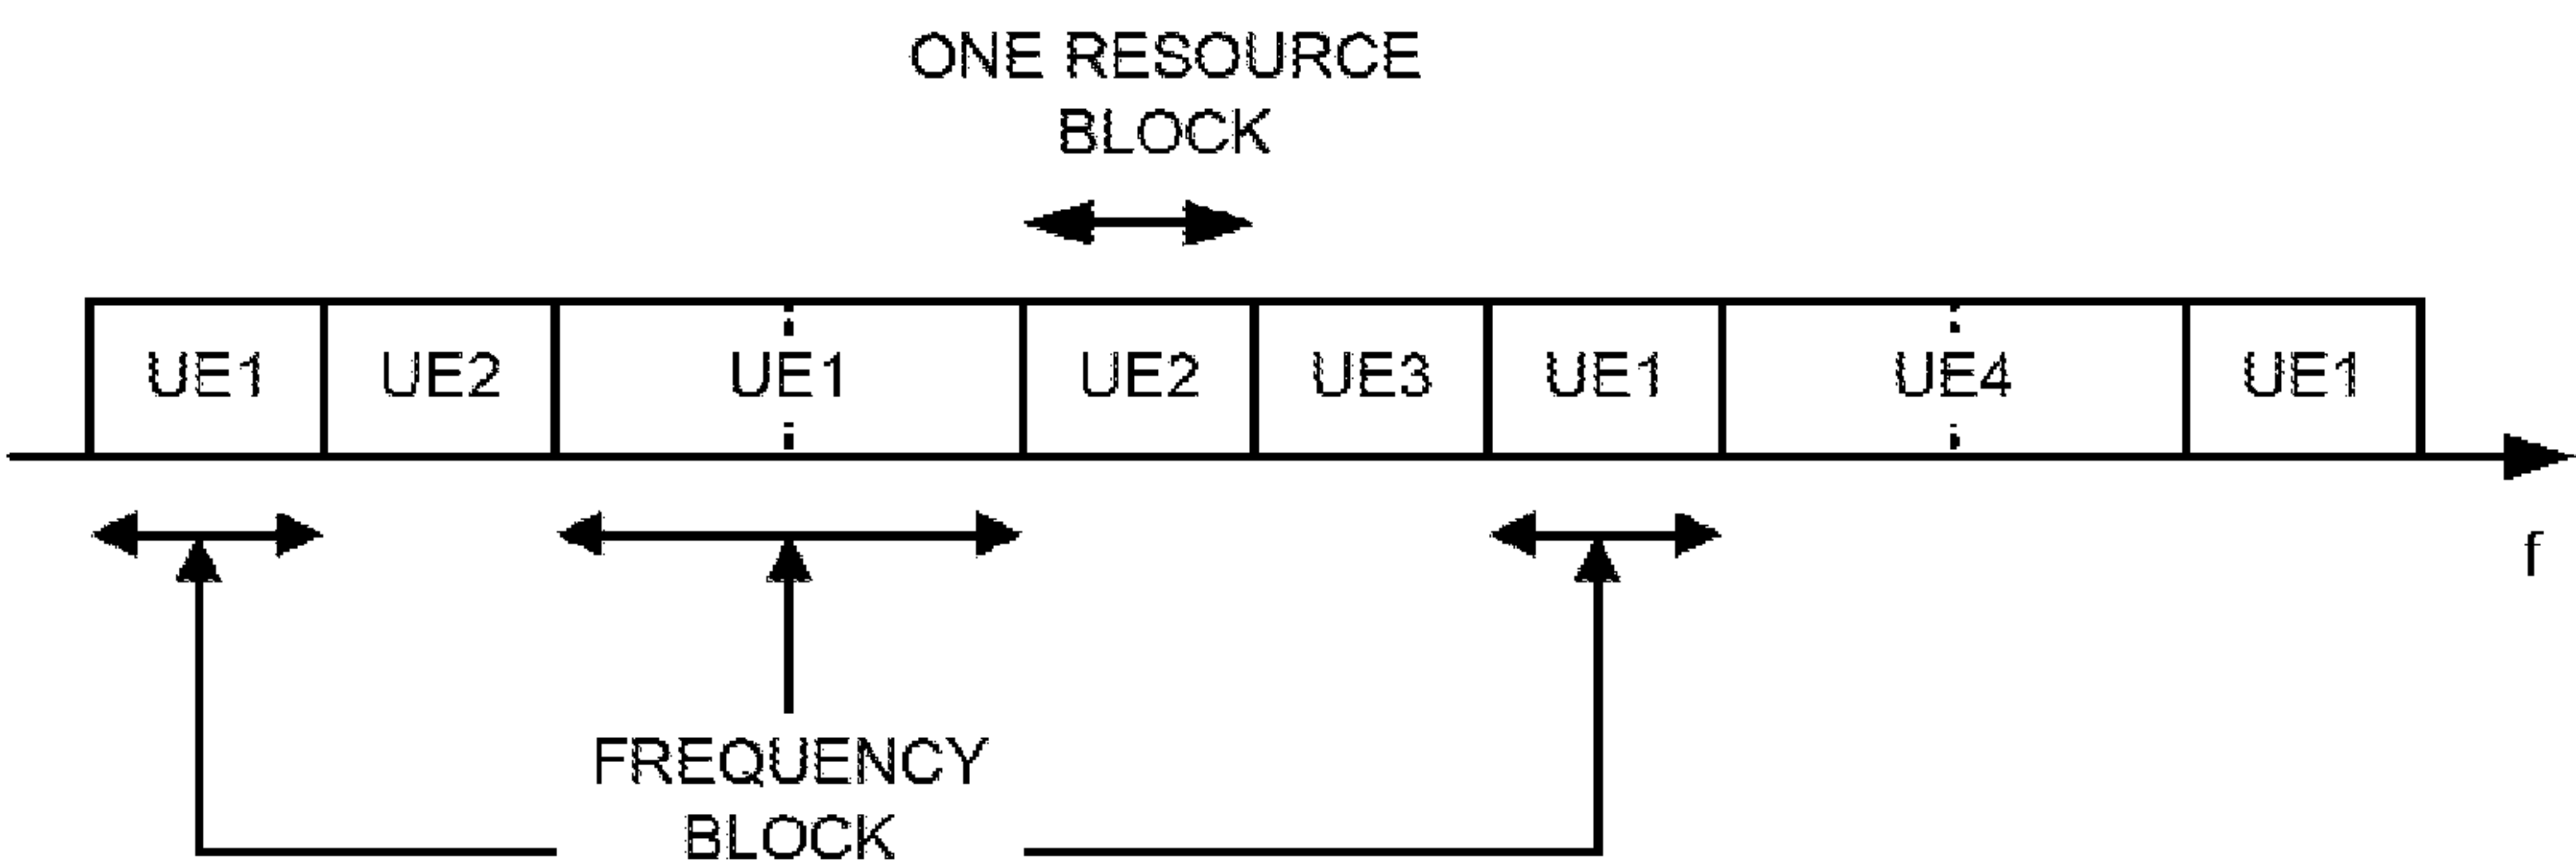 ONE RESOURCE
BLOCK
UE1 UE2 UE1 UE2 UE3 UE1 UE4 UE1
f
FREQUENCY
BLOCK